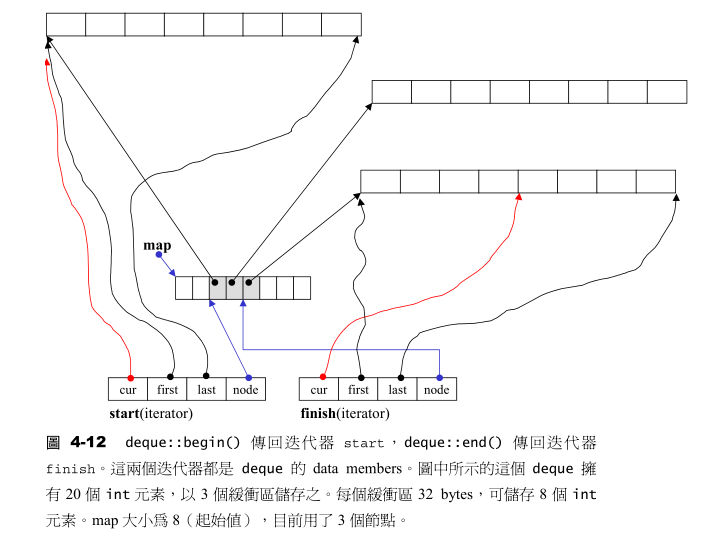 map
cur first last node
cur first last node
start(iterator)
finish(iterator)
圖 4-12 deque::begin() 傳回迭代器 start，deque::end() 傳回迭代器
finish。這兩個迭代器都是 deque 的 data members。圖中所示的這個 deque 擁
有 20 個 int 元素，以 3 個緩衝區儲存之。每個緩衝區 32 bytes，可儲存 8 個 int
元素。map 大小爲 8（起始值），目前用了 3 個節點。